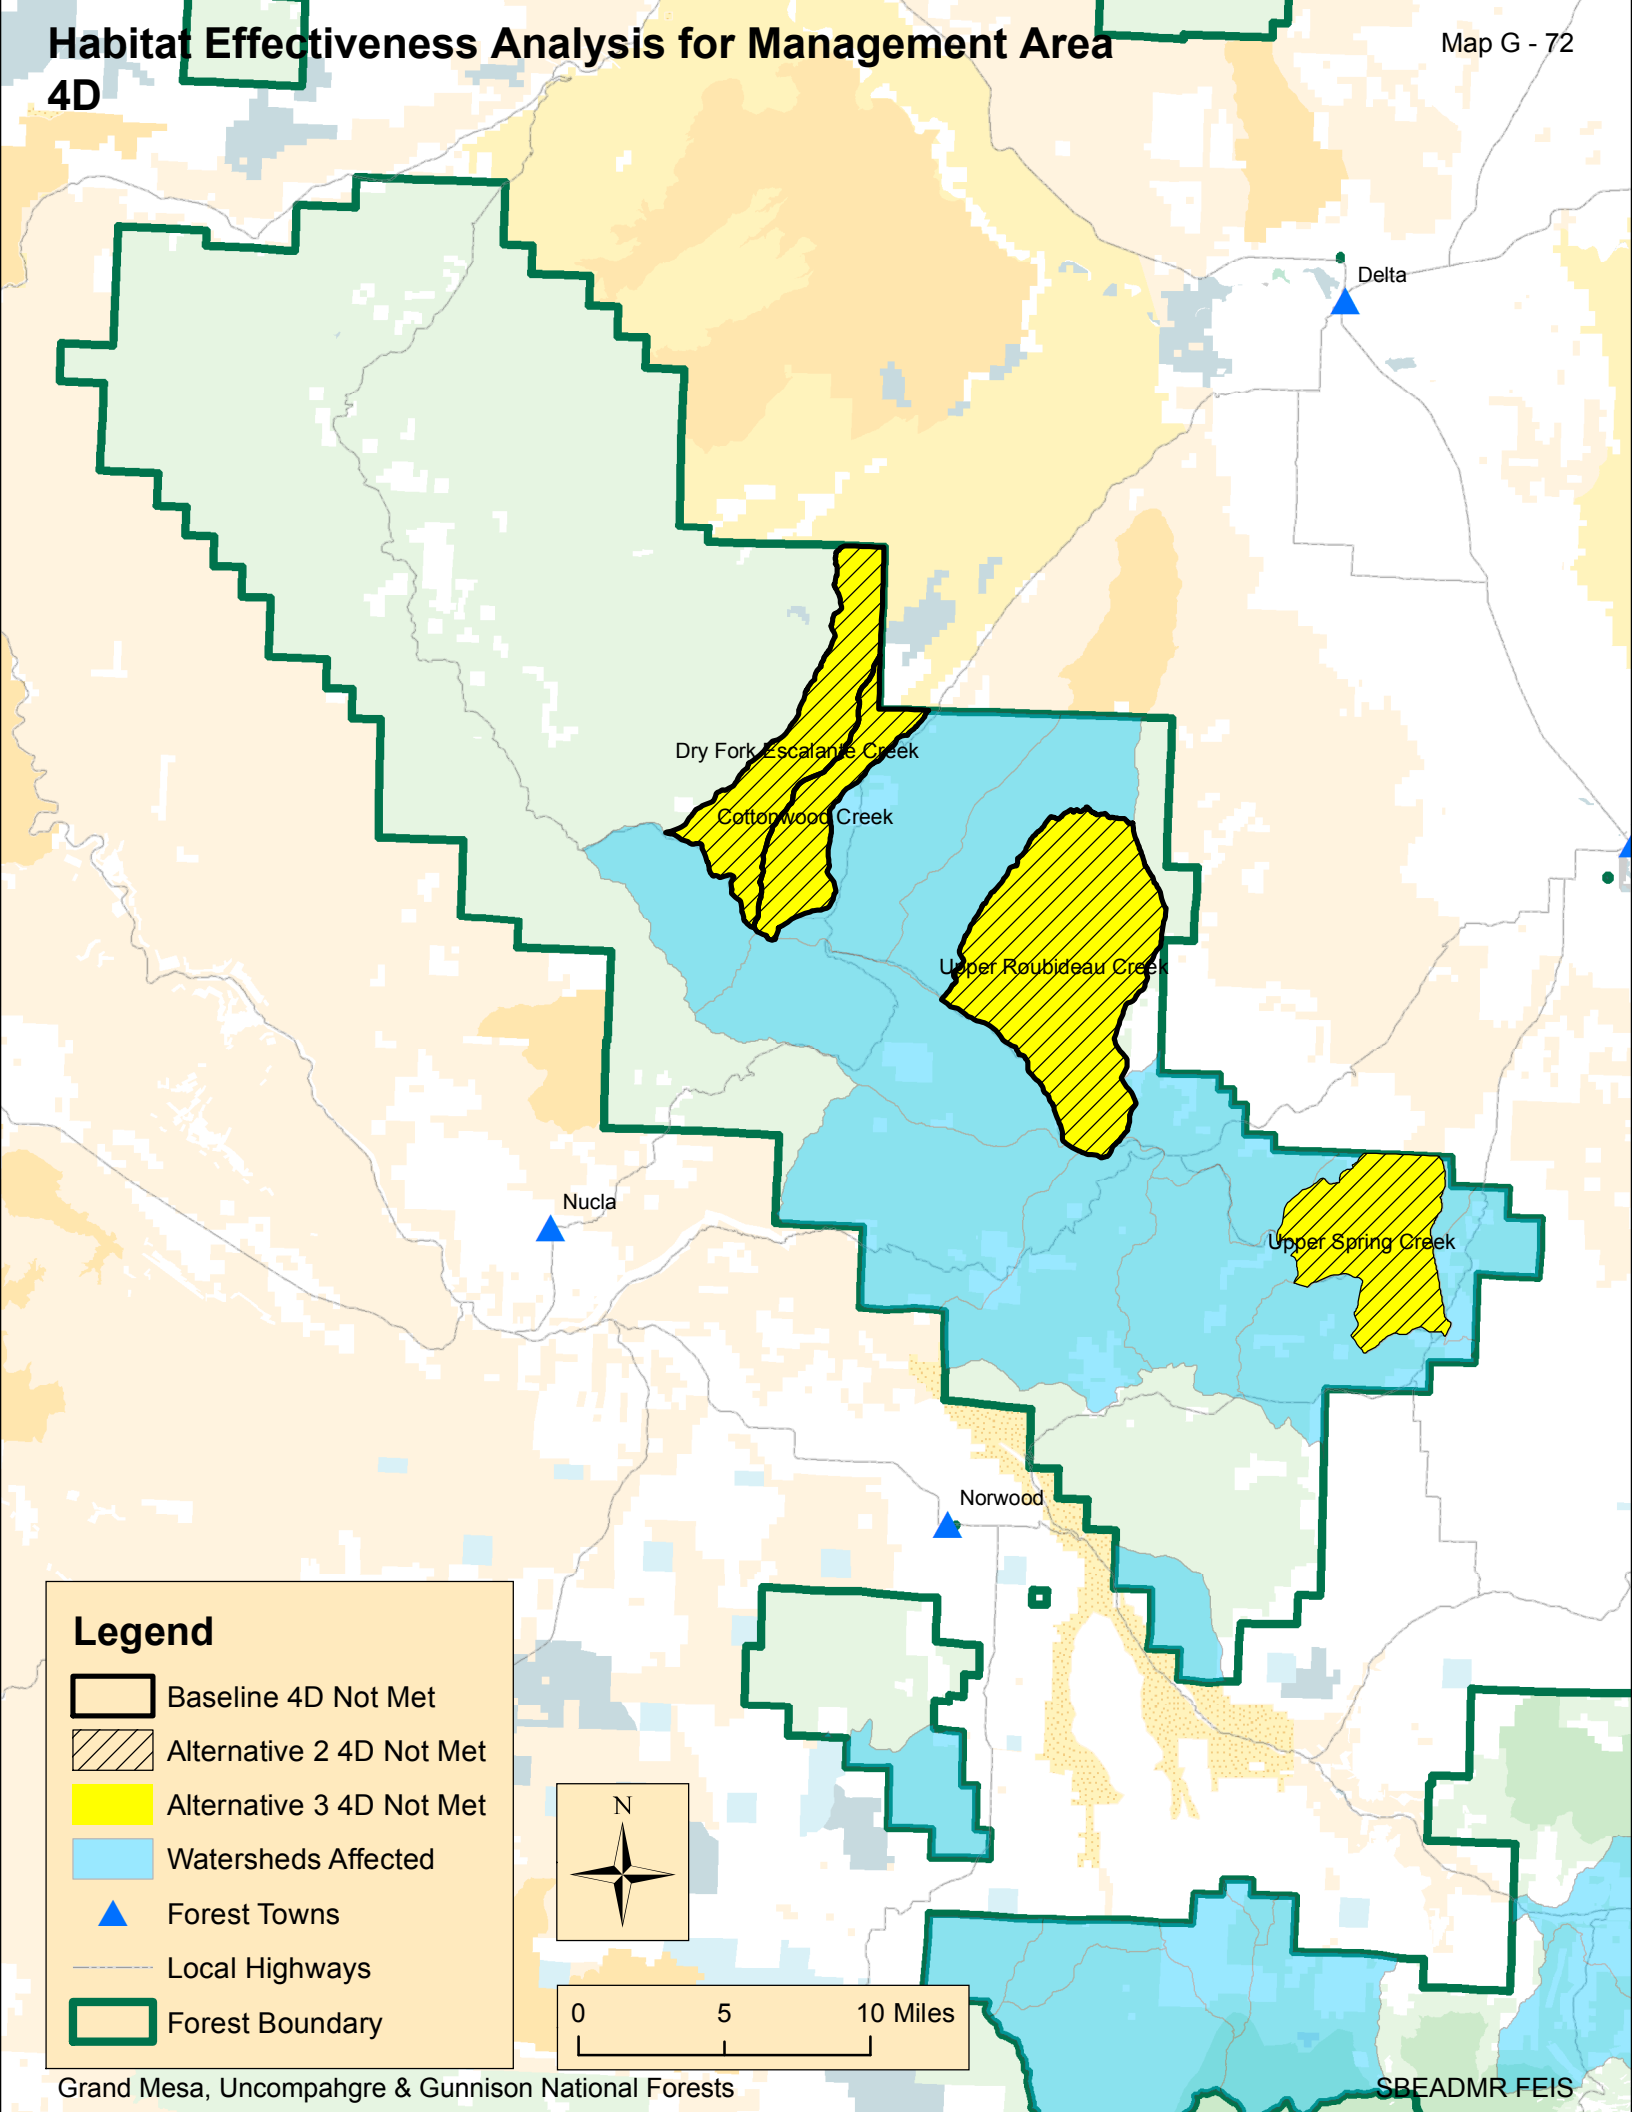 Habitat Effectiveness Analysis for Management Area
4D
Map G - 72
Delta
Dry Fork Escalante Creek
Cottonwood Creek
Upper Roubideau Creek
Nucla
Upper Spring Creek
Norwood
Legend
Baseline 4D Not Met
Alternative 2 4D Not Met
Alternative 3 4D Not Met
Watersheds Affected
Forest Towns
Local Highways
Forest Boundary
N
0 5 10 Miles
Grand Mesa, Uncompahgre & Gunnison National Forests
SBEADMR FEIS